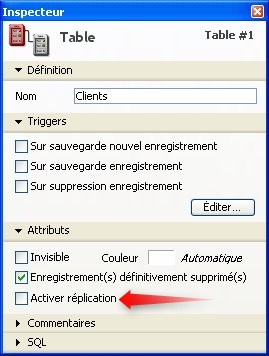 Inspecteur
Table Table #1
Définition
Nom Clients
Triggers
Sur sauvegarde nouvel enregistrement
Sur sauvegarde enregistrement
Sur suppression enregistrement
Éditer...
Attributs
Invisible Couleur Automatique
Enregistrement(s) définitivement supprimé(s)
Activer réplication
Commentaires
SQL